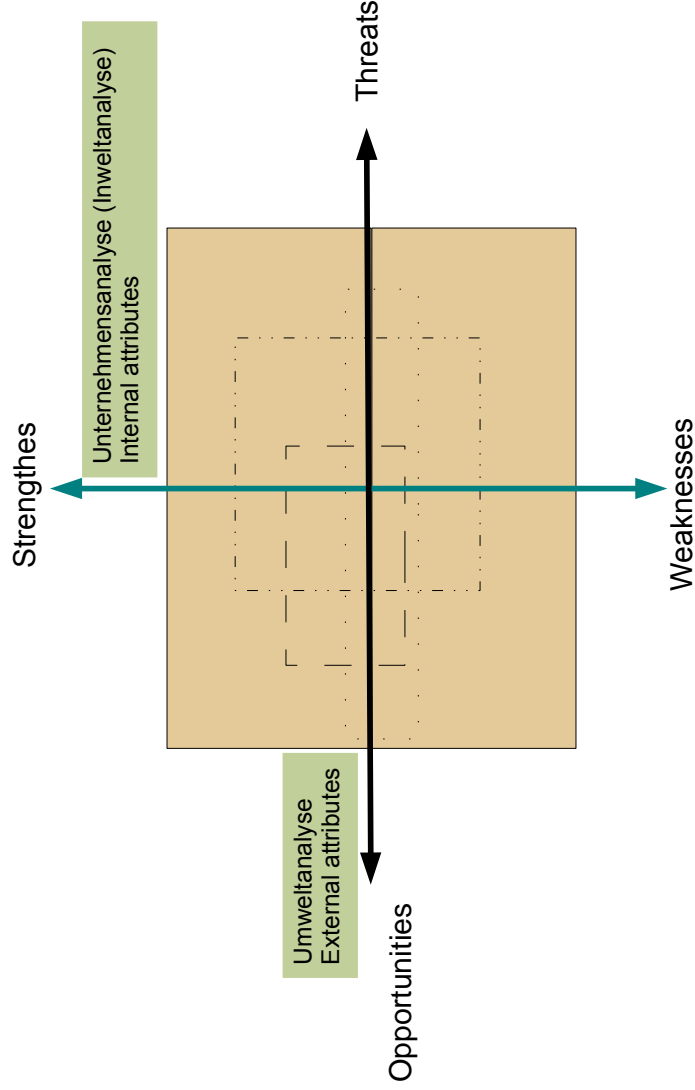 Strengthes
Unternehmensanalyse (Inweltanalyse)
Internal attributes
Threats
Umweltanalyse
External attributes
Opportunities
Weaknesses